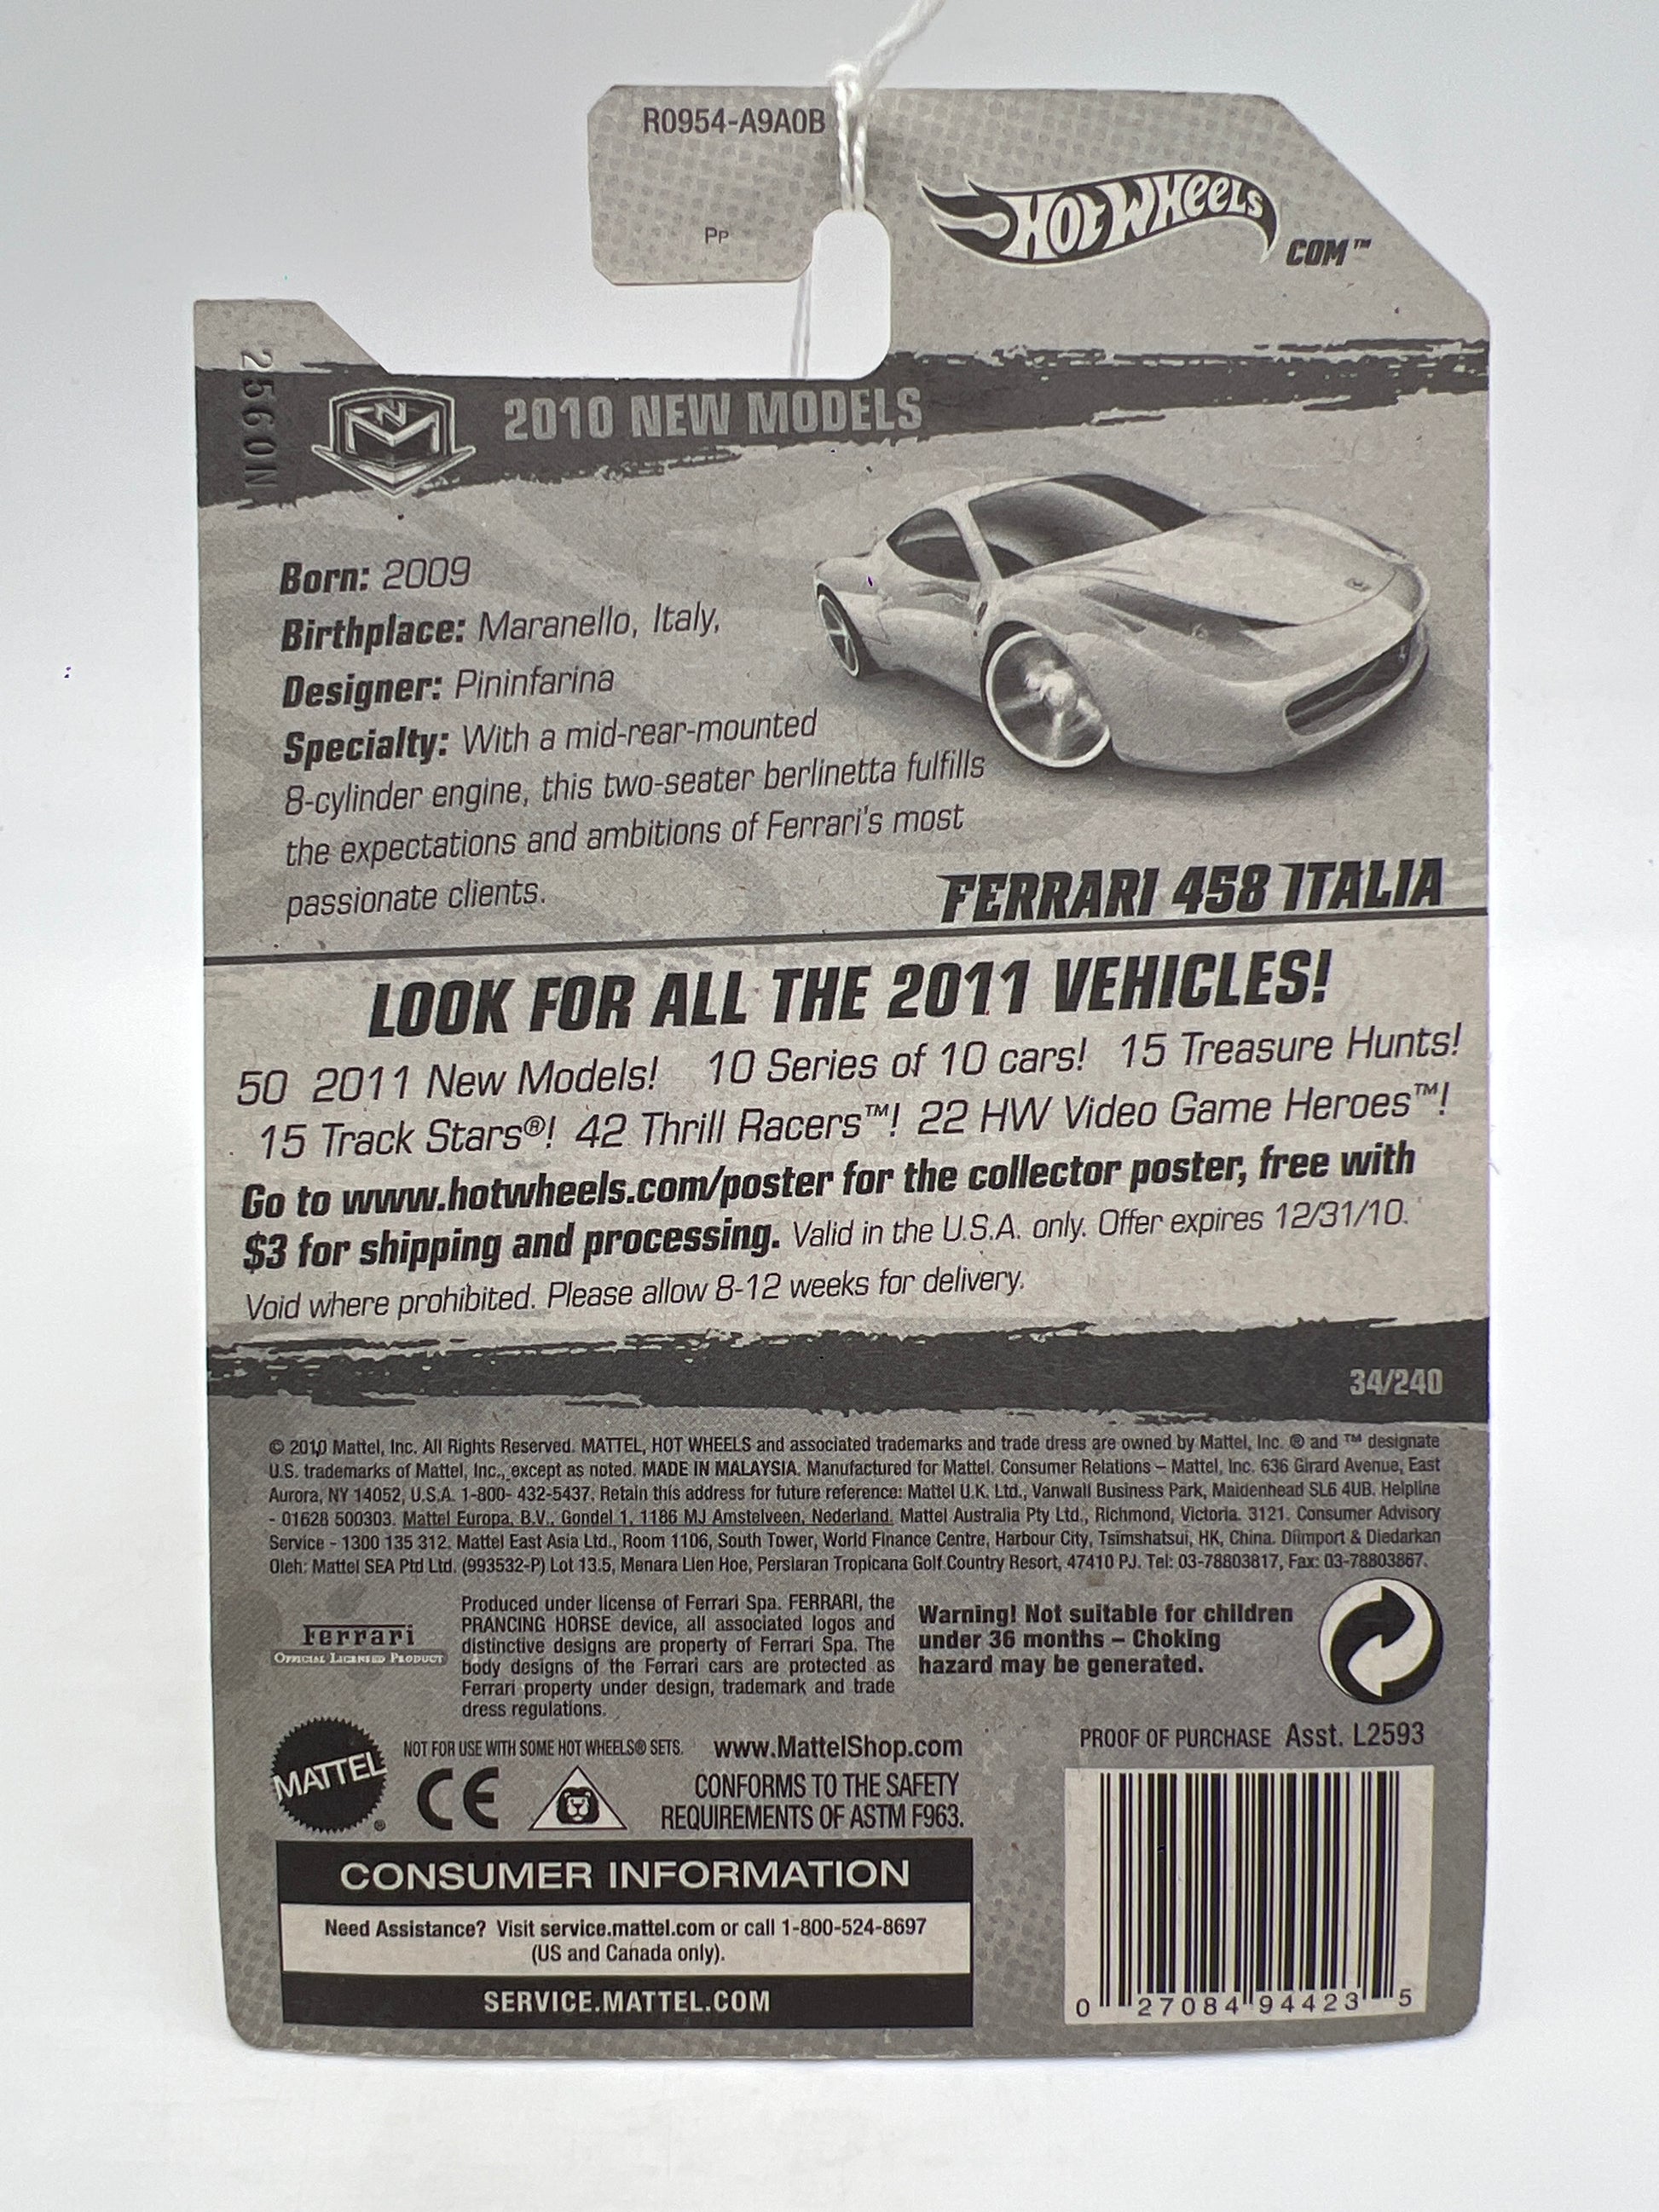 R0954-A9A0B
PP
HOT WHEELS
COM™
2560N
NM
2010 NEW MODELS
Born: 2009
Birthplace: Maranello, Italy,
Designer: Pininfarina
Specialty: With a mid-rear-mounted
8-cylinder engine, this two-seater berlinetta fulfills
the expectations and ambitions of Ferrari's most
passionate clients.
FERRARI 458 ITALIA
LOOK FOR ALL THE 2011 VEHICLES!
50 2011 New Models! 10 Series of 10 cars! 15 Treasure Hunts!
15 Track Stars®! 42 Thrill Racers™! 22 HW Video Game Heroes™!
Go to www.hotwheels.com/poster for the collector poster, free with
$3 for shipping and processing. Valid in the U.S.A. only. Offer expires 12/31/10.
Void where prohibited. Please allow 8-12 weeks for delivery.
34/240
© 2010 Mattel, Inc. All Rights Reserved. MATTEL, HOT WHEELS and associated trademarks and trade dress are owned by Mattel, Inc. ® and ™ designate
U.S. trademarks of Mattel, Inc., except as noted. MADE IN MALAYSIA. Manufactured for Mattel. Consumer Relations – Mattel, Inc. 636 Girard Avenue, East
Aurora, NY 14052, U.S.A. 1-800- 432-5437. Retain this address for future reference: Mattel U.K. Ltd., Vanwall Business Park, Maidenhead SL6 4UB. Helpline
- 01628 500303. Mattel Europa, B.V., Gondel 1, 1186 MJ Amstelveen, Nederland. Mattel Australia Pty Ltd., Richmond, Victoria. 3121. Consumer Advisory
Service - 1300 135 312. Mattel East Asia Ltd., Room 1106, South Tower, World Finance Centre, Harbour City, Tsimshatsui, HK, China. Diimport & Diedarkan
Oleh: Mattel SEA Ptd Ltd. (993532-P) Lot 13.5, Menara Lien Hoe, Persiaran Tropicana Golf Country Resort, 47410 PJ. Tel: 03-78803817, Fax: 03-78803867.
Ferrari
OFFICIAL LICENSED PRODUCT
Produced under license of Ferrari Spa. FERRARI, the
PRANCING HORSE device, all associated logos and
distinctive designs are property of Ferrari Spa. The
body designs of the Ferrari cars are protected as
Ferrari property under design, trademark and trade
dress regulations.
Warning! Not suitable for children
under 36 months – Choking
hazard may be generated.
MATTEL®
NOT FOR USE WITH SOME HOT WHEELS® SETS. www.MattelShop.com
CE
CONFORMS TO THE SAFETY
REQUIREMENTS OF ASTM F963.
PROOF OF PURCHASE Asst. L2593
CONSUMER INFORMATION
Need Assistance? Visit service.mattel.com or call 1-800-524-8697
(US and Canada only).
SERVICE.MATTEL.COM
0 27084 94423 5